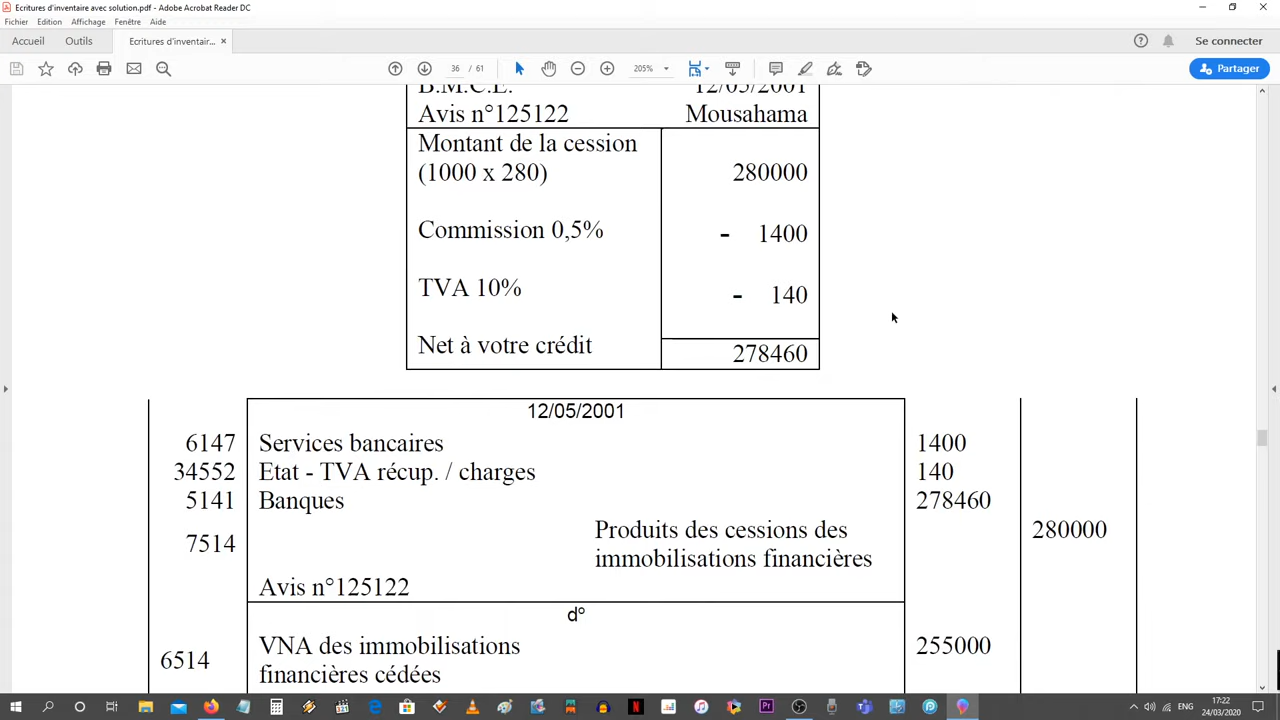 Ecritures d'inventaire avec solution.pdf - Adobe Acrobat Reader DC
Fichier Edition Affichage Fenêtre Aide
Accueil Outils Ecritures d'inventair... × Se connecter
36 / 61 205% Partager
B.M.C.E. 12/05/2001
Avis n°125122 Mousahama
Montant de la cession
(1000 x 280) 280000
Commission 0,5% - 1400
TVA 10% - 140
Net à votre crédit 278460
12/05/2001
6147 Services bancaires 1400
34552 Etat - TVA récup. / charges 140
5141 Banques 278460
7514 Produits des cessions des 280000
immobilisations financières
Avis n°125122
d°
6514 VNA des immobilisations 255000
financières cédées
17:22
24/03/2020